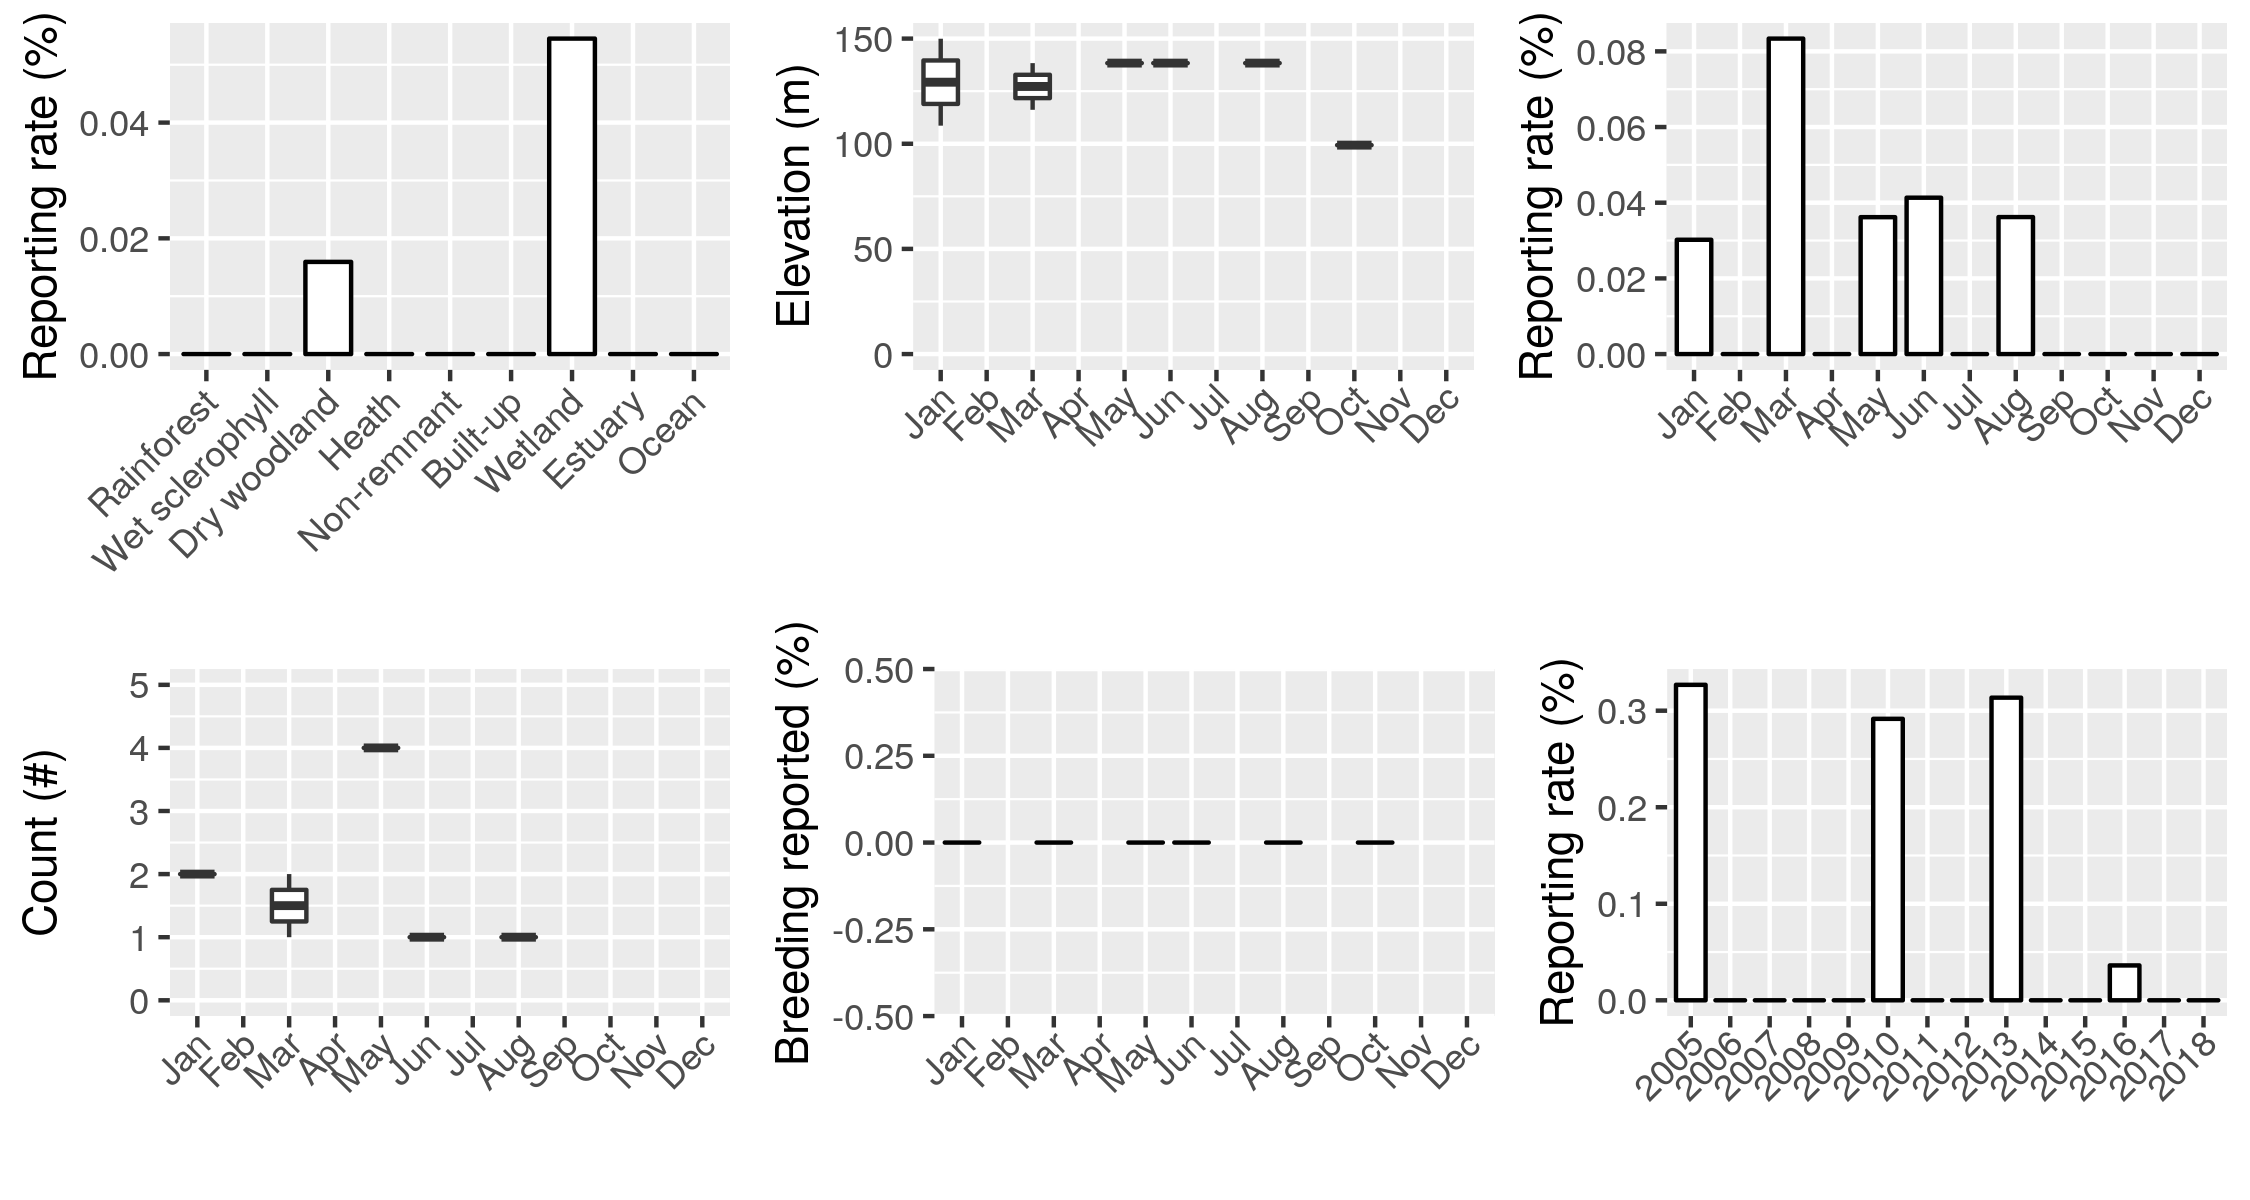 Reporting rate (%)
0.04
0.02
0.00
Rainforest
Wet sclerophyll
Dry woodland
Heath
Non-remnant
Built-up
Wetland
Estuary
Ocean
Elevation (m)
150
100
50
0
Jan
Feb
Mar
Apr
May
Jun
Jul
Aug
Sep
Oct
Nov
Dec
Reporting rate (%)
0.08
0.06
0.04
0.02
0.00
Jan
Feb
Mar
Apr
May
Jun
Jul
Aug
Sep
Oct
Nov
Dec
Count (#)
5
4
3
2
1
0
Jan
Feb
Mar
Apr
May
Jun
Jul
Aug
Sep
Oct
Nov
Dec
Breeding reported (%)
0.50
0.25
0.00
-0.25
-0.50
Jan
Feb
Mar
Apr
May
Jun
Jul
Aug
Sep
Oct
Nov
Dec
Reporting rate (%)
0.3
0.2
0.1
0.0
2005
2006
2007
2008
2009
2010
2011
2012
2013
2014
2015
2016
2017
2018